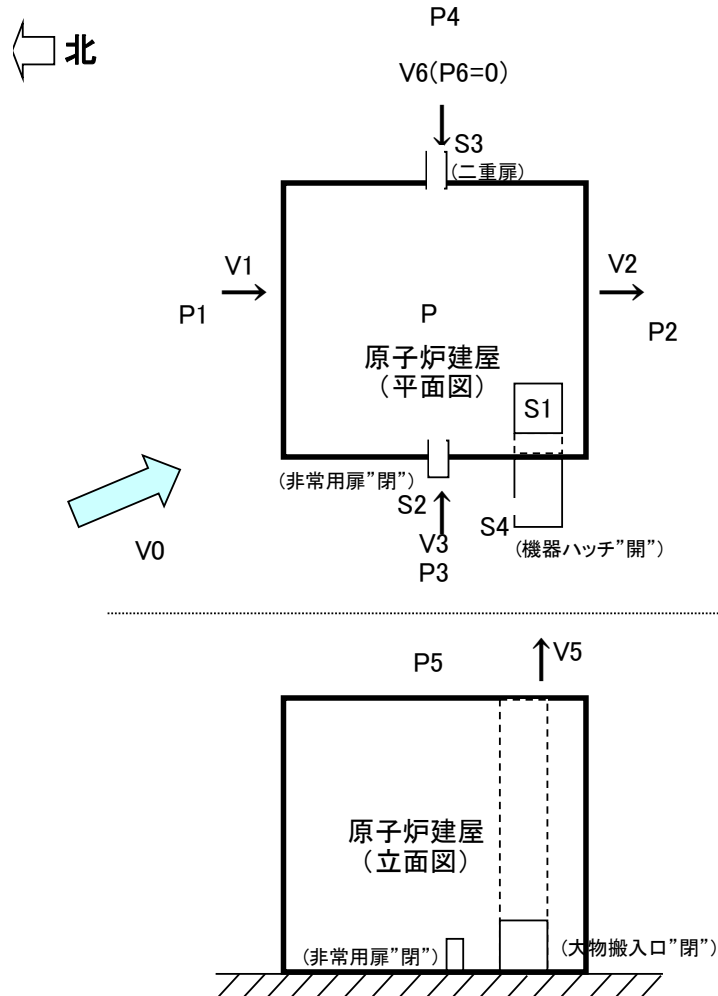 北
P4
V6(P6=0)
S3
(二重扉)
V1
V2
P1
P
P2
原子炉建屋
(平面図)
S1
(非常用扉”閉”)
S2
S4
(機器ハッチ”開”)
V0
V3
P3
P5
V5
原子炉建屋
(立面図)
(非常用扉”閉”)
(大物搬入口”閉”)